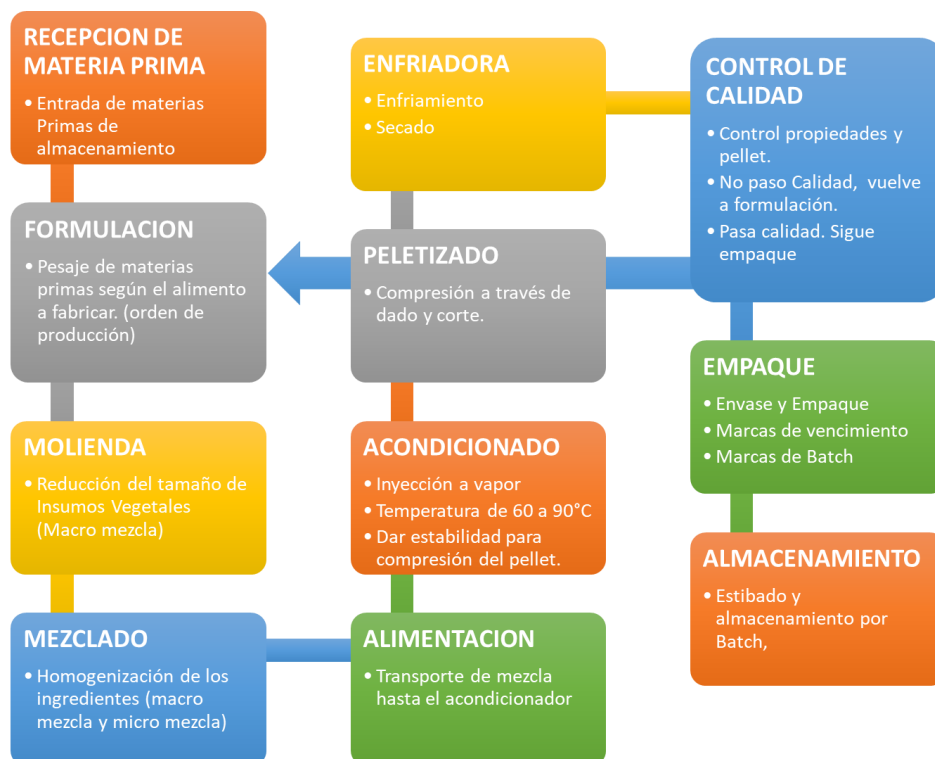 RECEPCION DE
MATERIA PRIMA
• Entrada de materias
Primas de
almacenamiento
FORMULACION
• Pesaje de materias
primas según el alimento
a fabricar. (orden de
producción)
MOLIENDA
• Reducción del tamaño de
Insumos Vegetales
(Macro mezcla)
MEZCLADO
• Homogenización de los
ingredientes (macro
mezcla y micro mezcla)
ALIMENTACION
• Transporte de mezcla
hasta el acondicionador
ACONDICIONADO
• Inyección a vapor
• Temperatura de 60 a 90°C
• Dar estabilidad para
compresión del pellet.
PELETIZADO
• Compresión a través de
dado y corte.
ENFRIADORA
• Enfriamiento
• Secado
CONTROL DE
CALIDAD
• Control propiedades y
pellet.
• No paso Calidad, vuelve
a formulación.
• Pasa calidad. Sigue
empaque
EMPAQUE
• Envase y Empaque
• Marcas de vencimiento
• Marcas de Batch
ALMACENAMIENTO
• Estibado y
almacenamiento por
Batch,